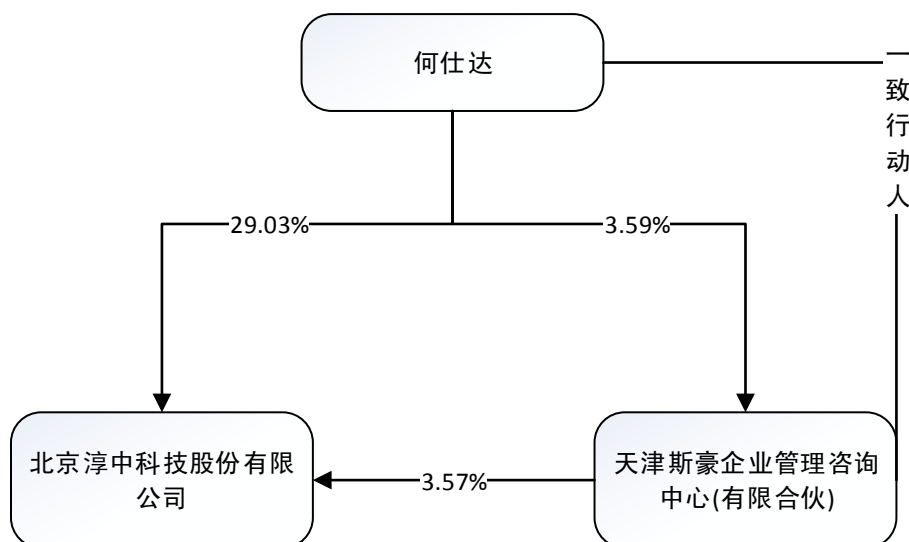 何仕达
一致行动人
29.03%
3.59%
北京淳中科技股份有限
公司
3.57%
天津斯豪企业管理咨询
中心(有限合伙)